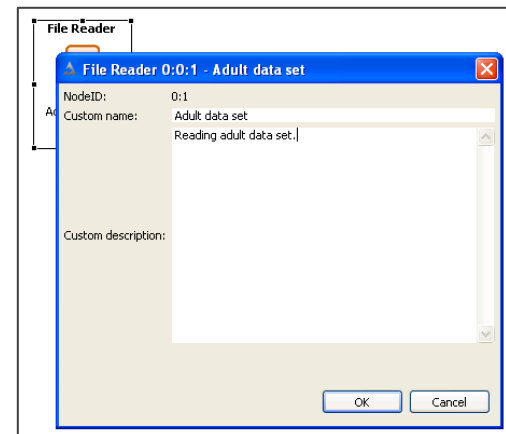 File Reader
File Reader 0:0:1 - Adult data set
NodeID: 0:1
Custom name: Adult data set
Reading adult data set.
Custom description:
OK Cancel